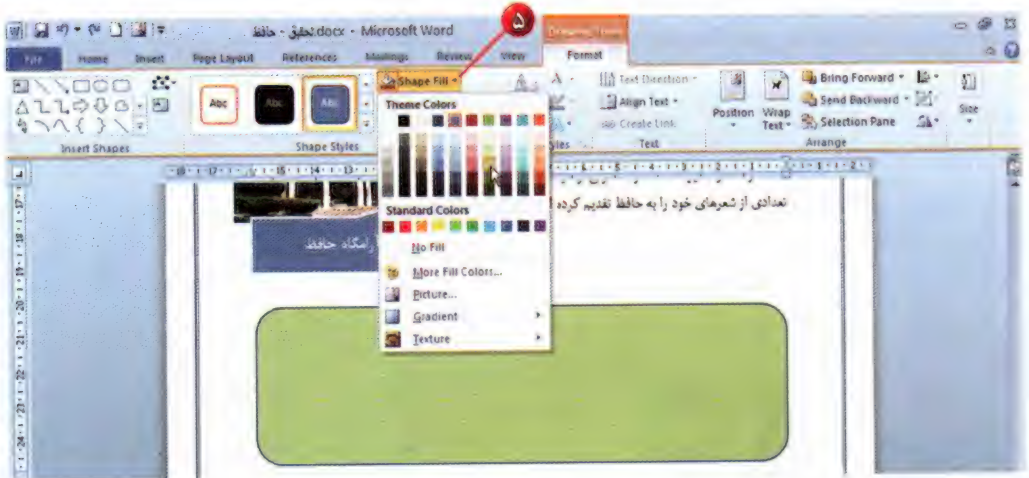 ۵
تحقیق - حافظ.docx - Microsoft Word
Drawing Tools
File Home Insert Page Layout References Mailings Review View Format
Shape Fill
Abc Abc Abc
Text Direction
Align Text
Create Link
Position
Wrap Text
Bring Forward
Send Backward
Selection Pane
Size
Insert Shapes Shape Styles Text Arrange
Theme Colors
Standard Colors
No Fill
More Fill Colors...
Picture...
Gradient
Texture
تعدادی از شعرهای خود را به حافظ تقدیم کرده
رامگاه حافظ